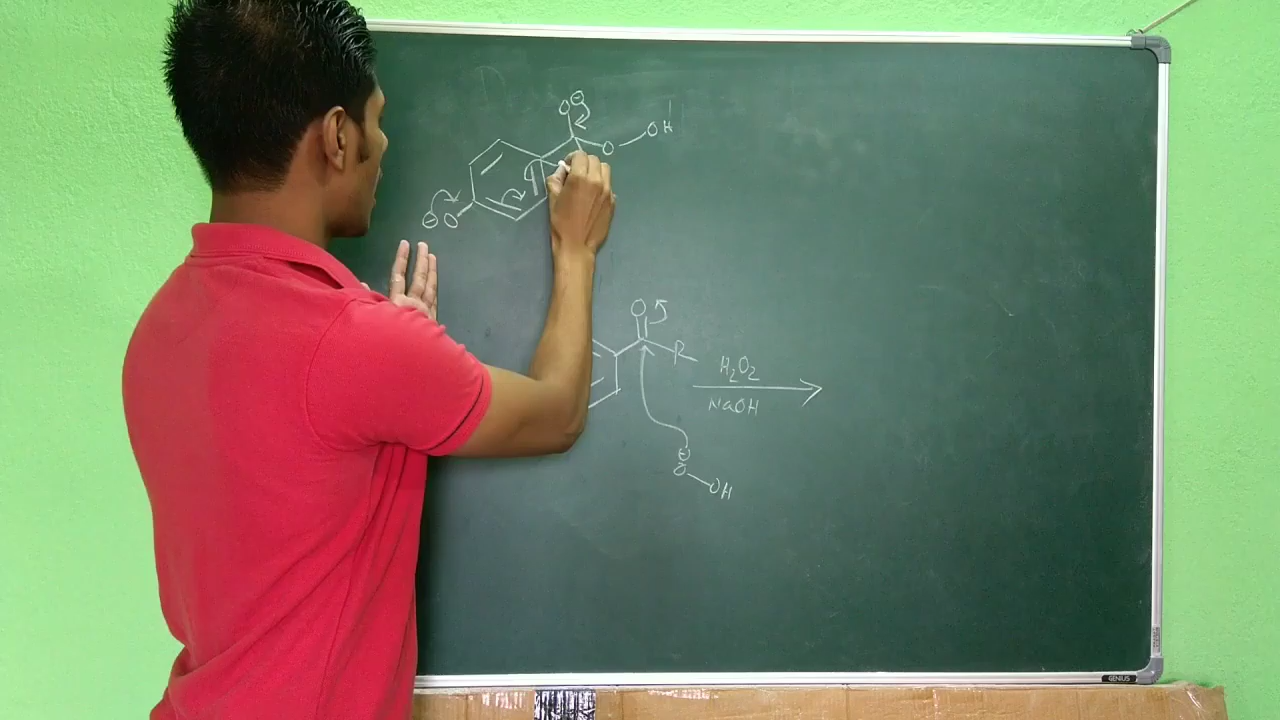 O⊖
O OH
⊖ O
O
R H₂O₂
NaOH
⊖
O OH
GENIUS